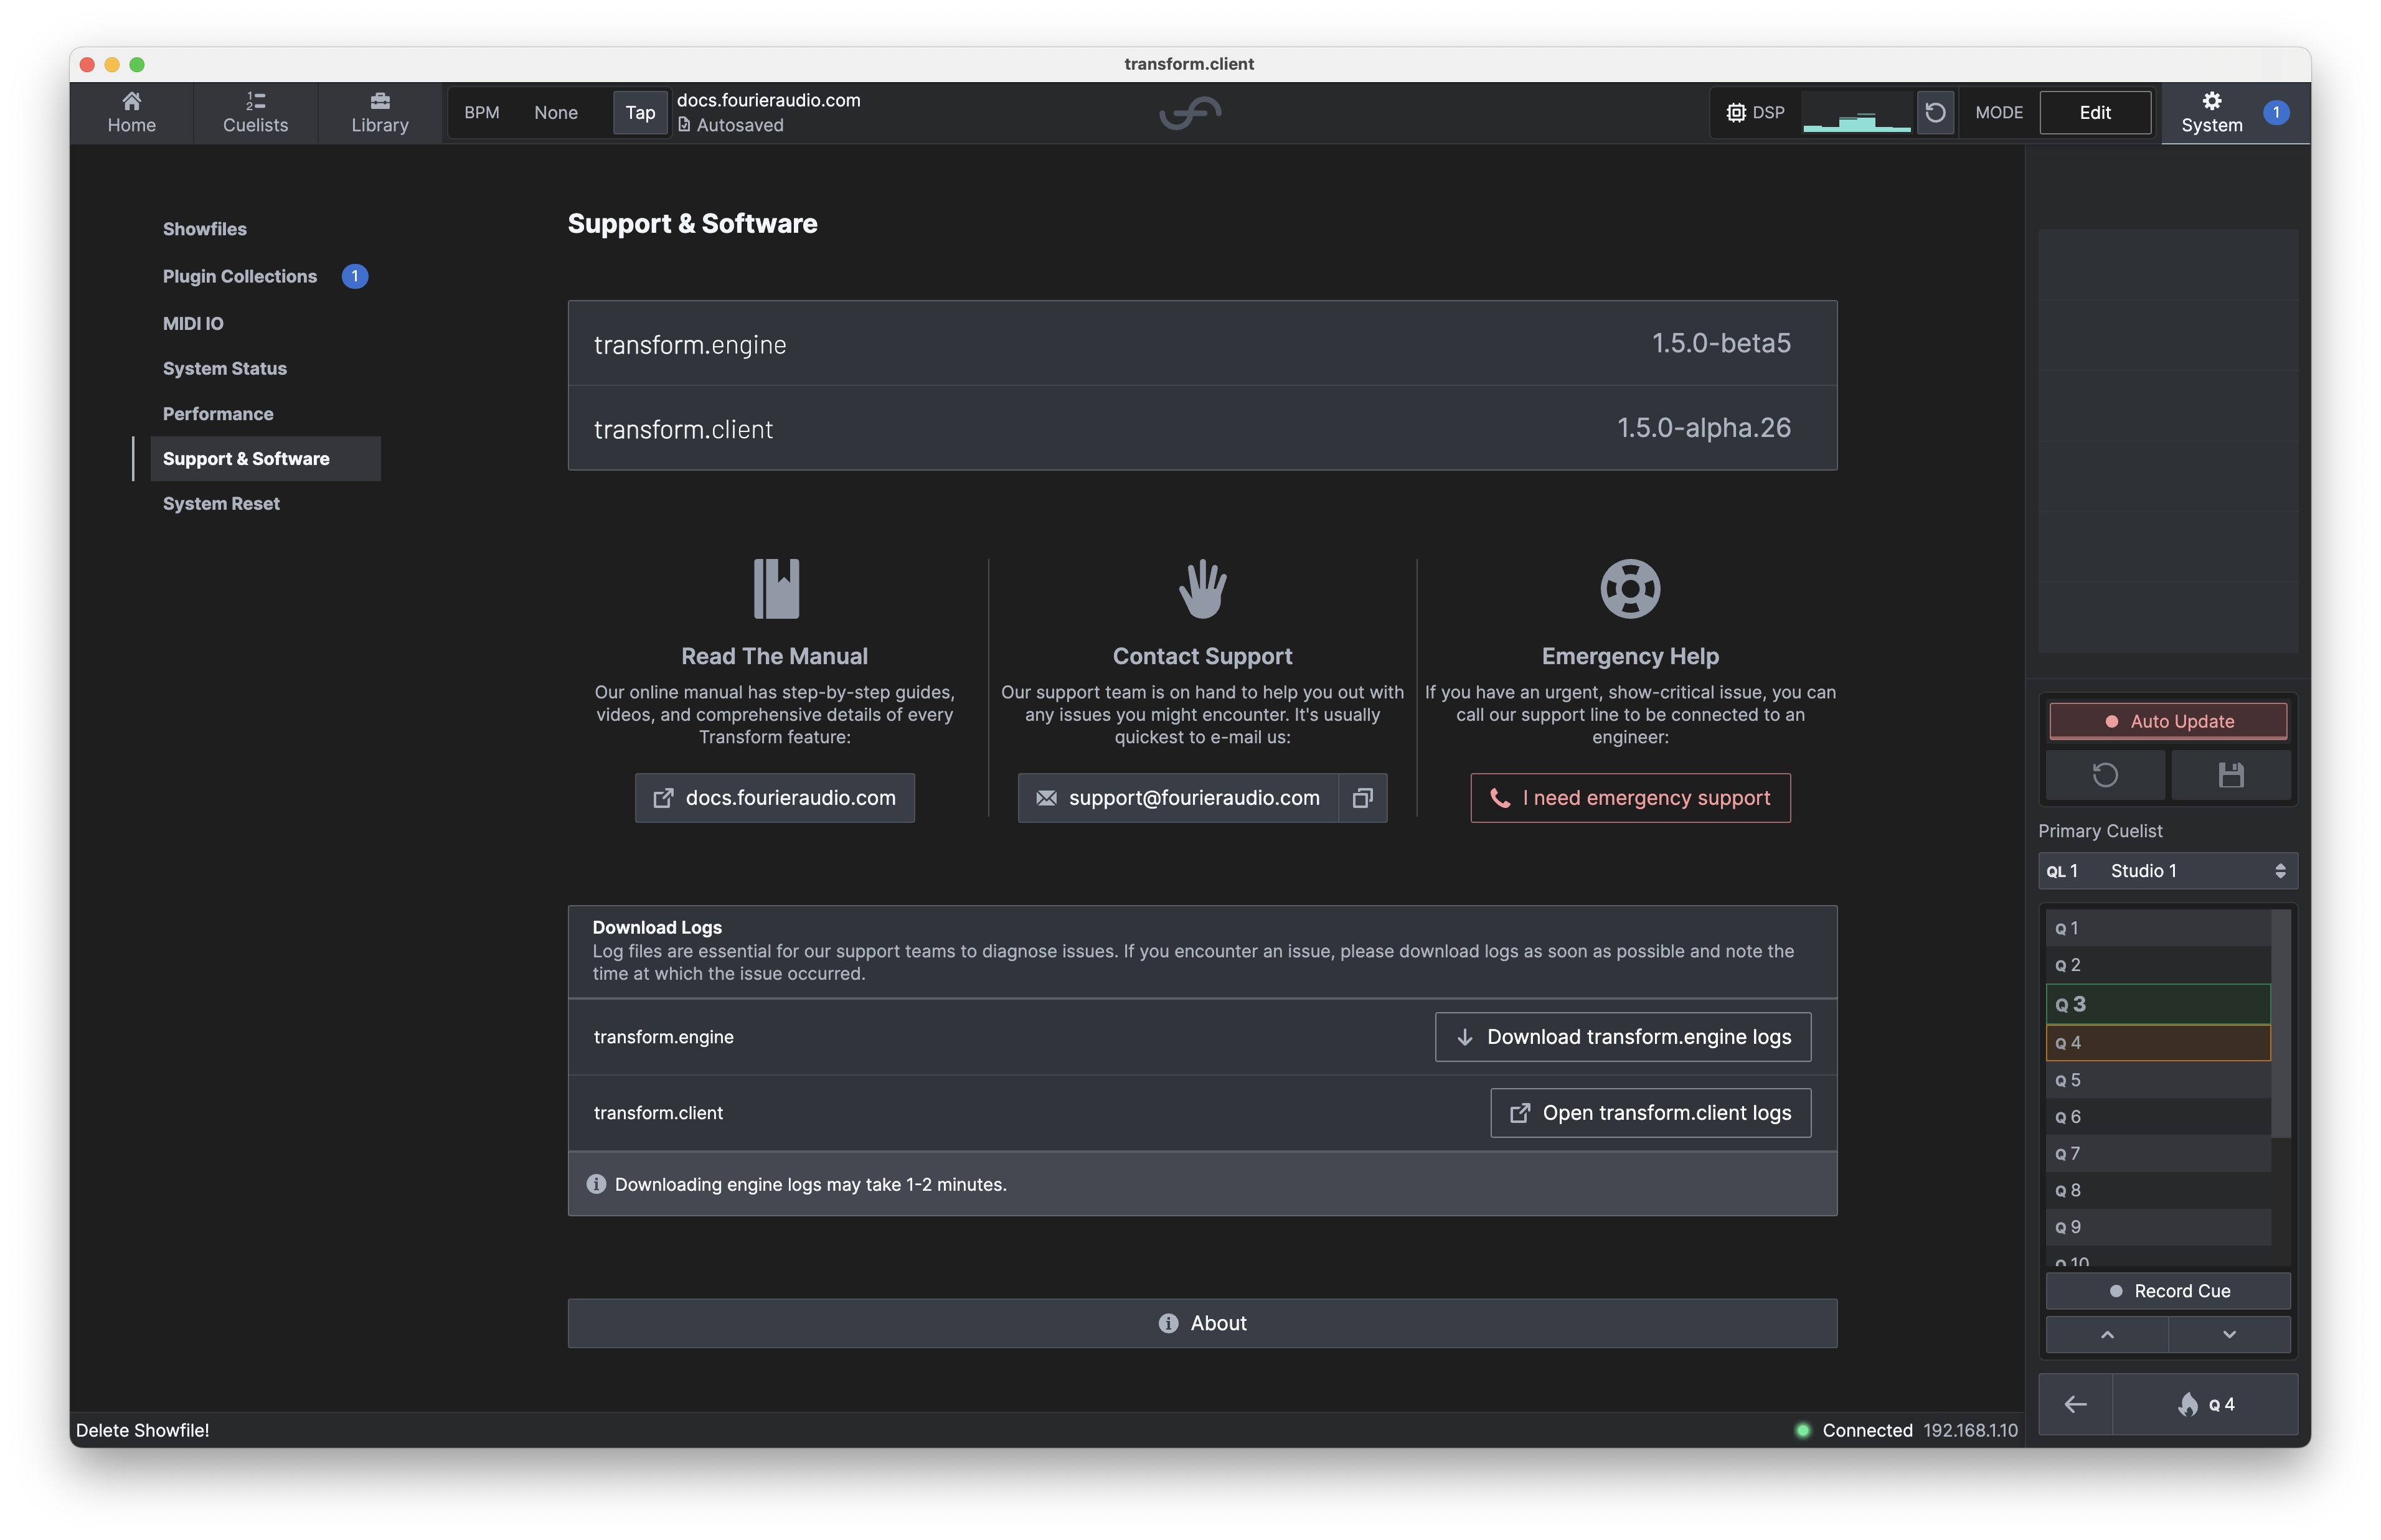 transform.client
Home
Cuelists
Library
BPM None Tap
docs.fourieraudio.com
Autosaved
DSP
MODE Edit
System 1
Showfiles
Plugin Collections 1
MIDI IO
System Status
Performance
Support & Software
System Reset
Support & Software
transform.engine 1.5.0-beta5
transform.client 1.5.0-alpha.26
Read The Manual
Our online manual has step-by-step guides,
videos, and comprehensive details of every
Transform feature:
docs.fourieraudio.com
Contact Support
Our support team is on hand to help you out with
any issues you might encounter. It's usually
quickest to e-mail us:
support@fourieraudio.com
Emergency Help
If you have an urgent, show-critical issue, you can
call our support line to be connected to an
engineer:
I need emergency support
Download Logs
Log files are essential for our support teams to diagnose issues. If you encounter an issue, please download logs as soon as possible and note the
time at which the issue occurred.
transform.engine Download transform.engine logs
transform.client Open transform.client logs
Downloading engine logs may take 1-2 minutes.
About
Auto Update
Primary Cuelist
QL 1 Studio 1
Q 1
Q 2
Q 3
Q 4
Q 5
Q 6
Q 7
Q 8
Q 9
Q 10
Record Cue
Q 4
Delete Showfile!
Connected 192.168.1.10